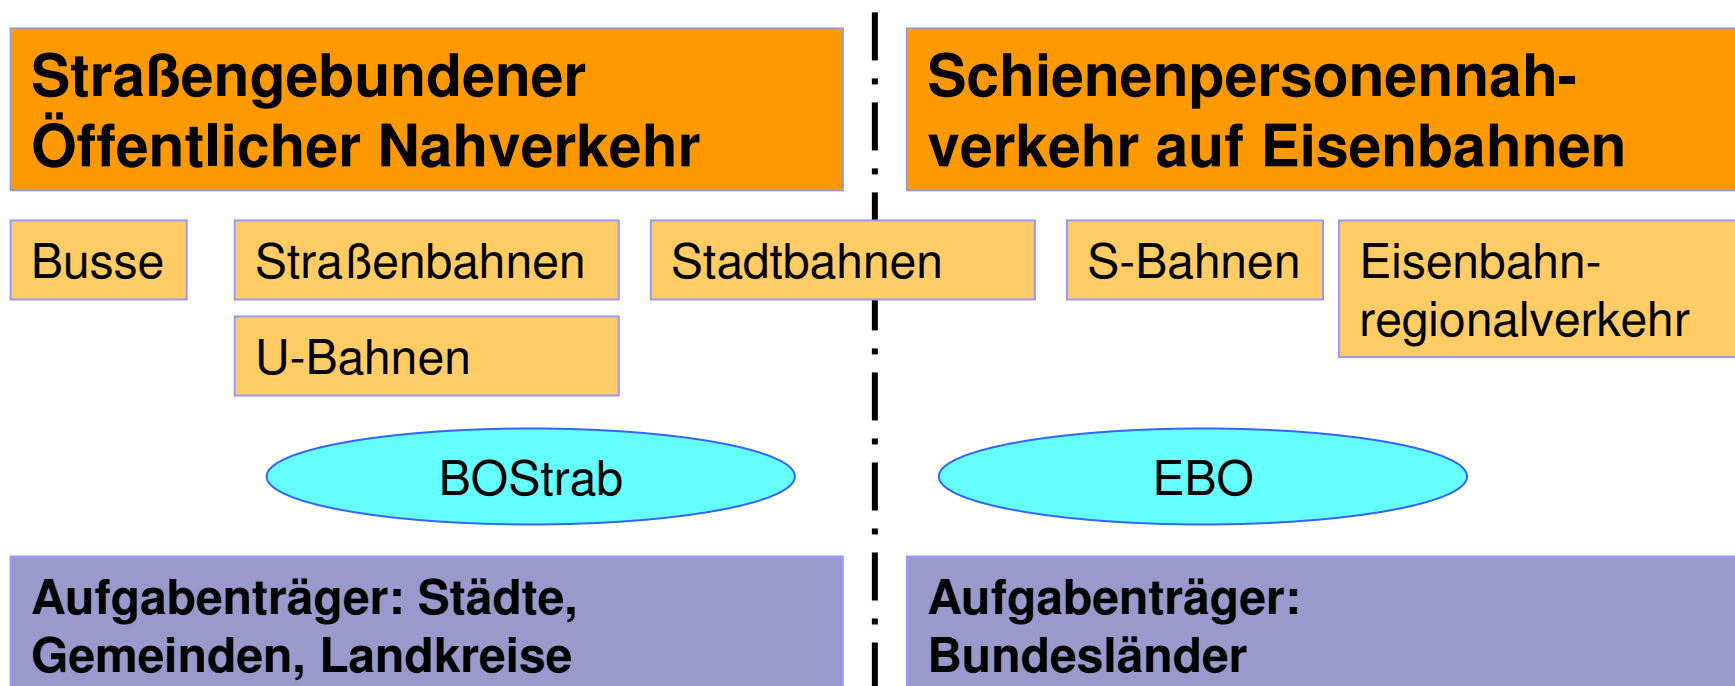 Straßengebundener
Öffentlicher Nahverkehr
Schienenpersonennah-
verkehr auf Eisenbahnen
Busse
Straßenbahnen
Stadtbahnen
S-Bahnen
Eisenbahn-
regionalverkehr
U-Bahnen
BOStrab
EBO
Aufgabenträger: Städte,
Gemeinden, Landkreise
Aufgabenträger:
Bundesländer